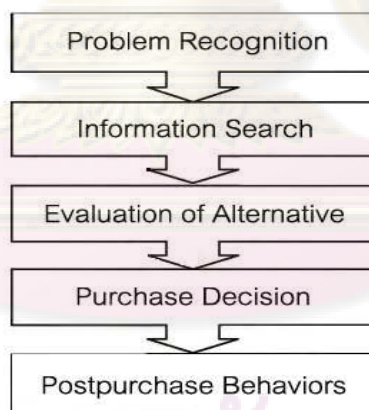 Problem Recognition
Information Search
Evaluation of Alternative
Purchase Decision
Postpurchase Behaviors